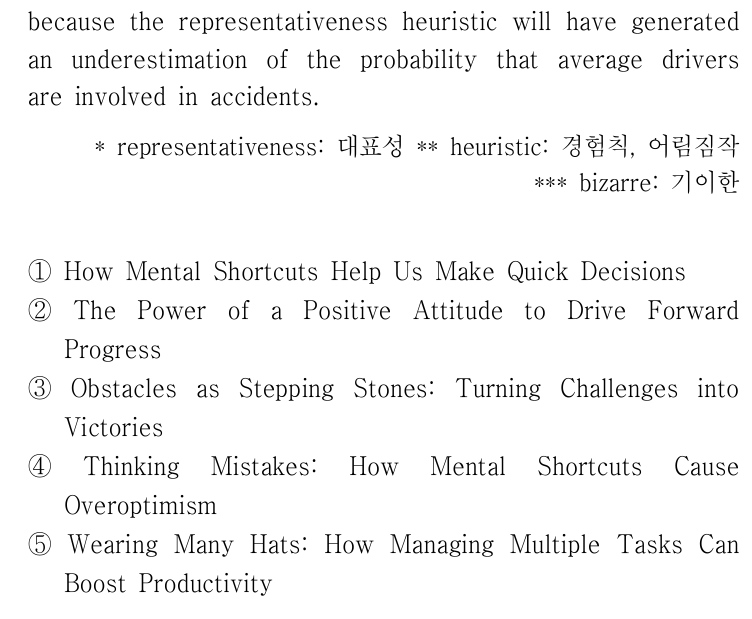 because the representativeness heuristic will have generated
an underestimation of the probability that average drivers
are involved in accidents.
* representativeness: 대표성 ** heuristic: 경험칙, 어림짐작
*** bizarre: 기이한
① How Mental Shortcuts Help Us Make Quick Decisions
② The Power of a Positive Attitude to Drive Forward
Progress
③ Obstacles as Stepping Stones: Turning Challenges into
Victories
④ Thinking Mistakes: How Mental Shortcuts Cause
Overoptimism
⑤ Wearing Many Hats: How Managing Multiple Tasks Can
Boost Productivity